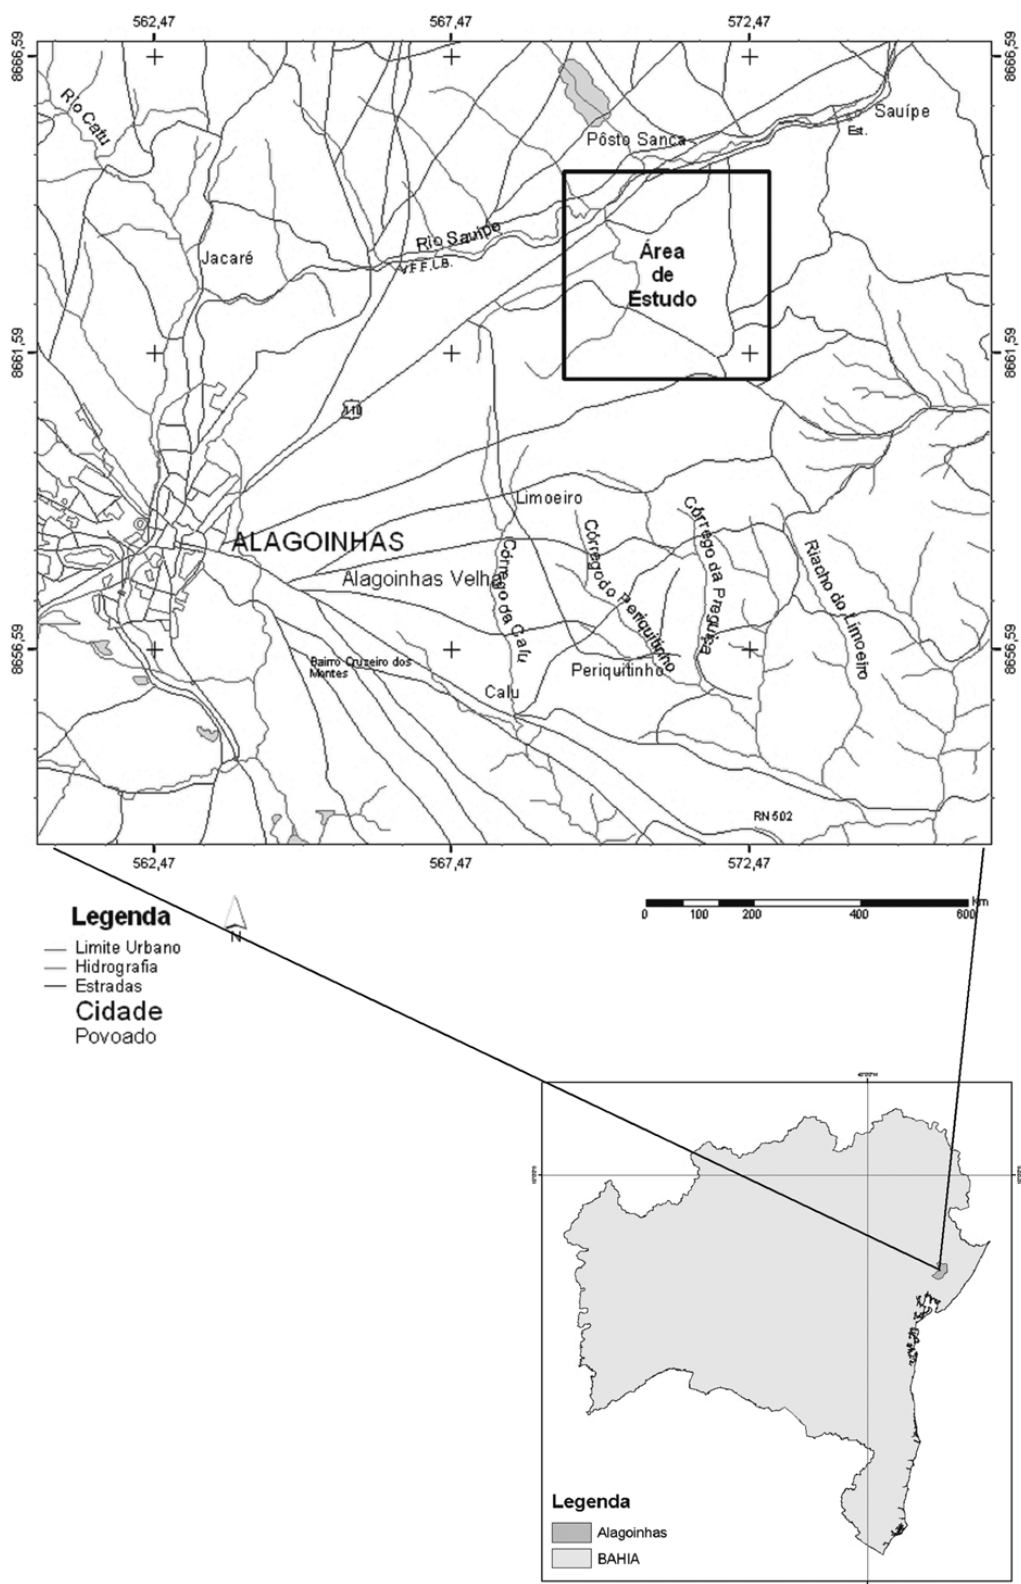 562,47
567,47
572,47
8666,59
8666,59
Rio Catu
Sauípe
Est.
Pôsto Sanca
Rio Sauípe
V.F.F.L.B.
Jacaré
Área
de
Estudo
8661,59
8661,59
110
Limoeiro
ALAGOINHAS
Alagoinhas Velha
Córrego da Calu
Córrego do Periquitinho
Córrego da Preguiça
Riacho do Limoeiro
8656,59
8656,59
Bairro Cruzeiro dos
Montes
Periquitinho
Calu
RN 502
562,47
567,47
572,47
Legenda
N
Limite Urbano
Hidrografia
Estradas
Cidade
Povoado
0 100 200 400 600 km
Legenda
Alagoinhas
BAHIA